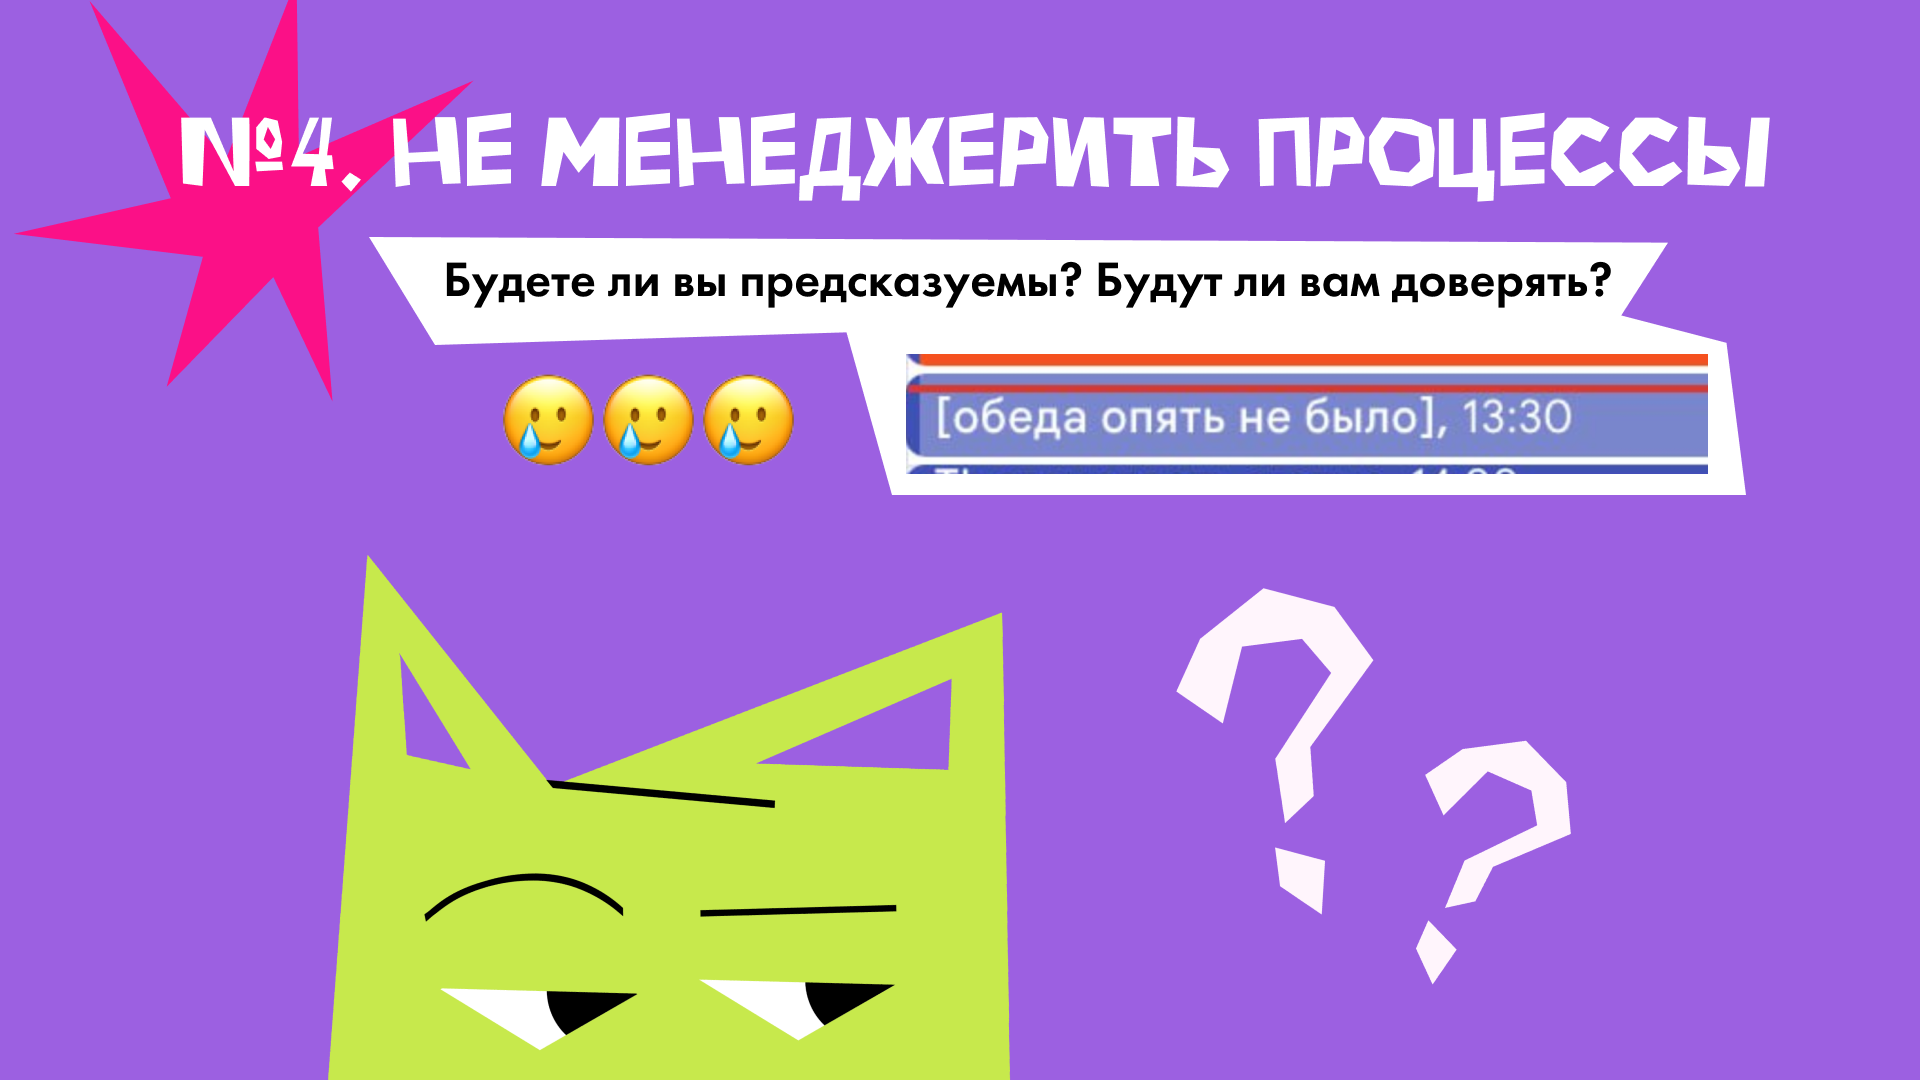 №4. НЕ МЕНЕДЖЕРИТЬ ПРОЦЕССЫ
Будете ли вы предсказуемы? Будут ли вам доверять?
[обеда опять не было], 13:30